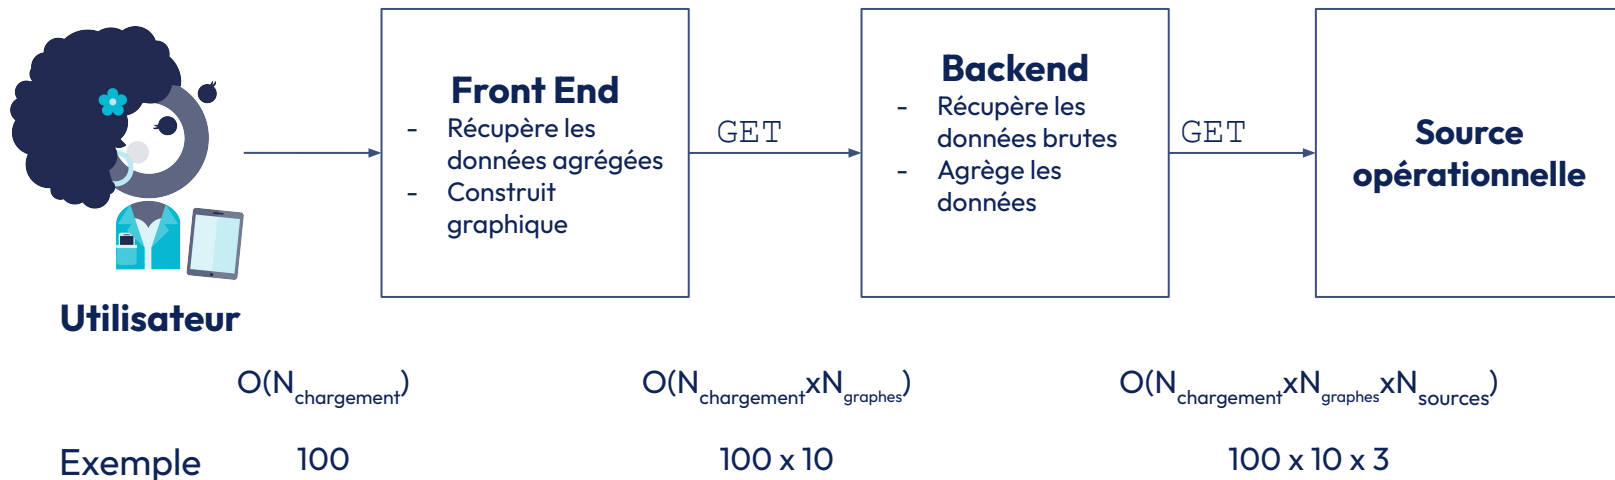 Utilisateur
Front End
- Récupère les
données agrégées
- Construit
graphique
GET
Backend
- Récupère les
données brutes
- Agrège les
données
GET
Source
opérationnelle
O(Nchargement)
O(NchargementxNgraphes)
O(NchargementxNgraphesxNsources)
Exemple
100
100 x 10
100 x 10 x 3